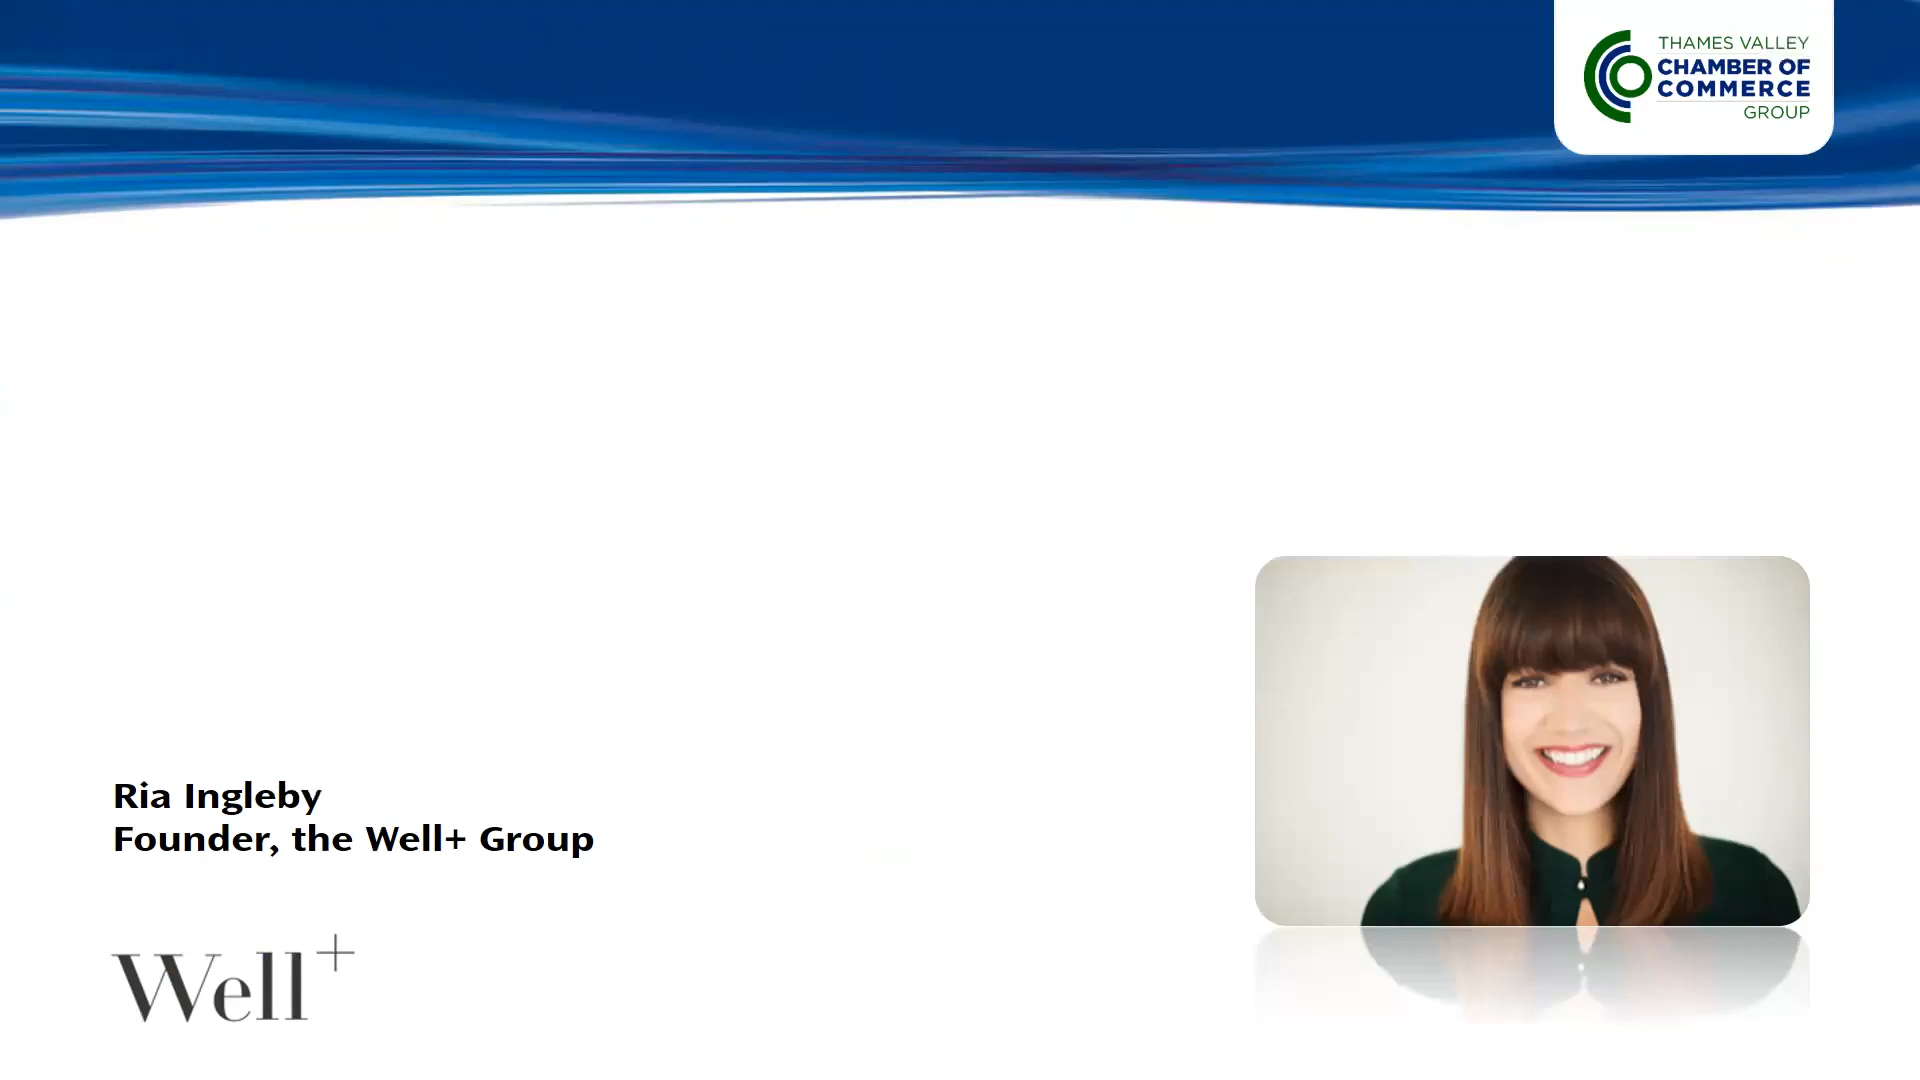 THAMES VALLEY
CHAMBER OF
COMMERCE
GROUP
Ria Ingleby
Founder, the Well+ Group
Well+